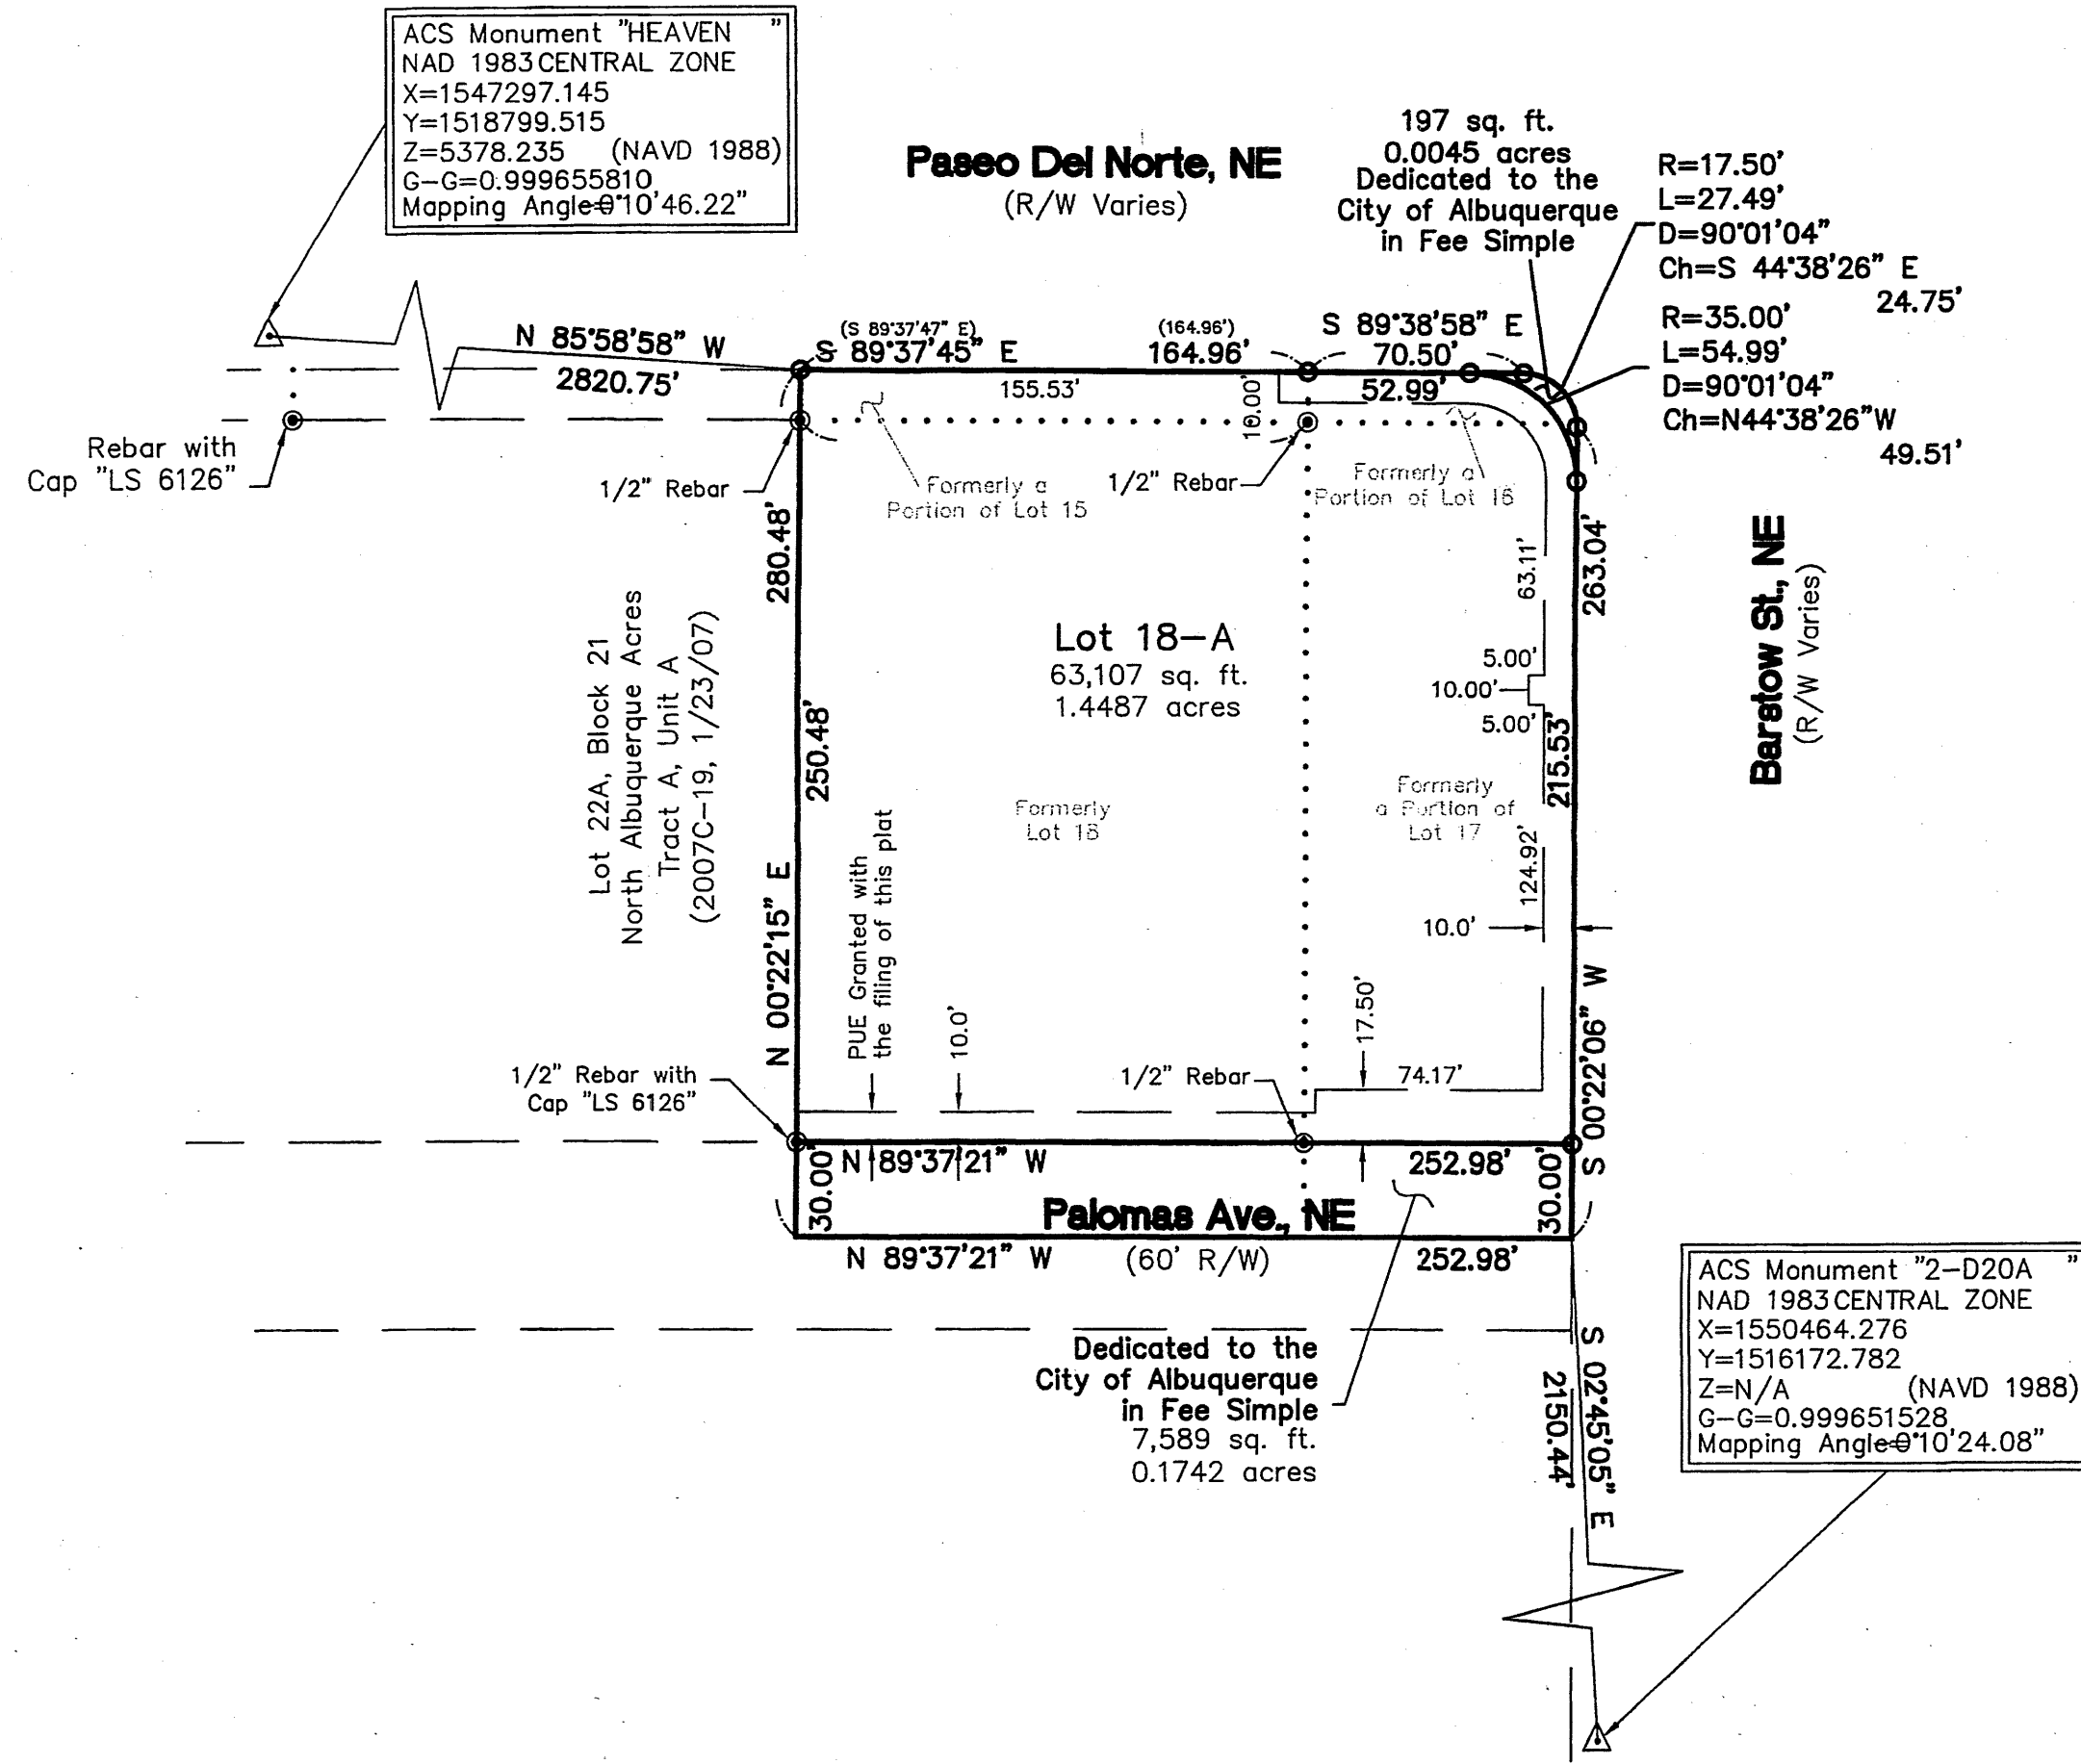 ACS Monument "HEAVEN "
NAD 1983 CENTRAL ZONE
X=1547297.145
Y=1518799.515
Z=5378.235 (NAVD 1988)
G-G=0.999655810
Mapping Angle=0°10'46.22"
Paseo Del Norte, NE
(R/W Varies)
197 sq. ft.
0.0045 acres
Dedicated to the
City of Albuquerque
in Fee Simple
R=17.50'
L=27.49'
D=90°01'04"
Ch=S 44°38'26" E
24.75'
R=35.00'
L=54.99'
D=90°01'04"
Ch=N44°38'26"W
49.51'
N 85°58'58" W
2820.75'
(S 89°37'47" E)
S 89°37'45" E
(164.96')
164.96'
S 89°38'58" E
70.50'
155.53'
10.00'
52.99'
Rebar with
Cap "LS 6126"
1/2" Rebar
Formerly a
Portion of Lot 15
1/2" Rebar
Formerly a
Portion of Lot 16
280.48'
250.48'
N 00°22'15" E
Lot 22A, Block 21
North Albuquerque Acres
Tract A, Unit A
(2007C-19, 1/23/07)
Lot 18-A
63,107 sq. ft.
1.4487 acres
63.11'
263.04'
5.00'
10.00'
5.00'
215.53'
Barstow St., NE
(R/W Varies)
Formerly
Lot 18
Formerly
a Portion of
Lot 17
124.92'
10.0'
PUE Granted with
the filing of this plat
10.0'
17.50'
74.17'
S 00°22'06" W
1/2" Rebar with
Cap "LS 6126"
1/2" Rebar
N 89°37'21" W
252.98'
30.00'
30.00'
Palomas Ave., NE
N 89°37'21" W
(60' R/W)
252.98'
Dedicated to the
City of Albuquerque
in Fee Simple
7,589 sq. ft.
0.1742 acres
S 02°45'05" E
2150.44'
ACS Monument "2-D20A "
NAD 1983 CENTRAL ZONE
X=1550464.276
Y=1516172.782
Z=N/A (NAVD 1988)
G-G=0.999651528
Mapping Angle=0°10'24.08"